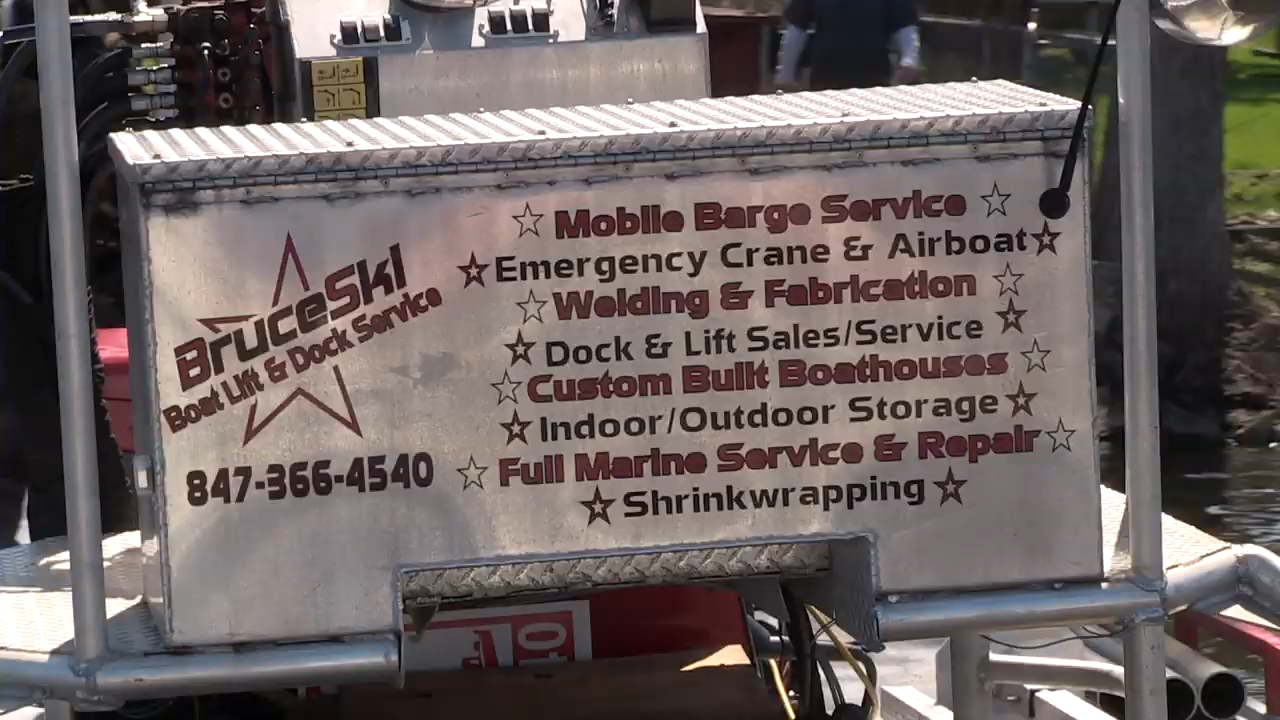 BruceSki
Boat Lift & Dock Service
847-366-4540
Mobile Barge Service
Emergency Crane & Airboat
Welding & Fabrication
Dock & Lift Sales/Service
Custom Built Boathouses
Indoor/Outdoor Storage
Full Marine Service & Repair
Shrinkwrapping